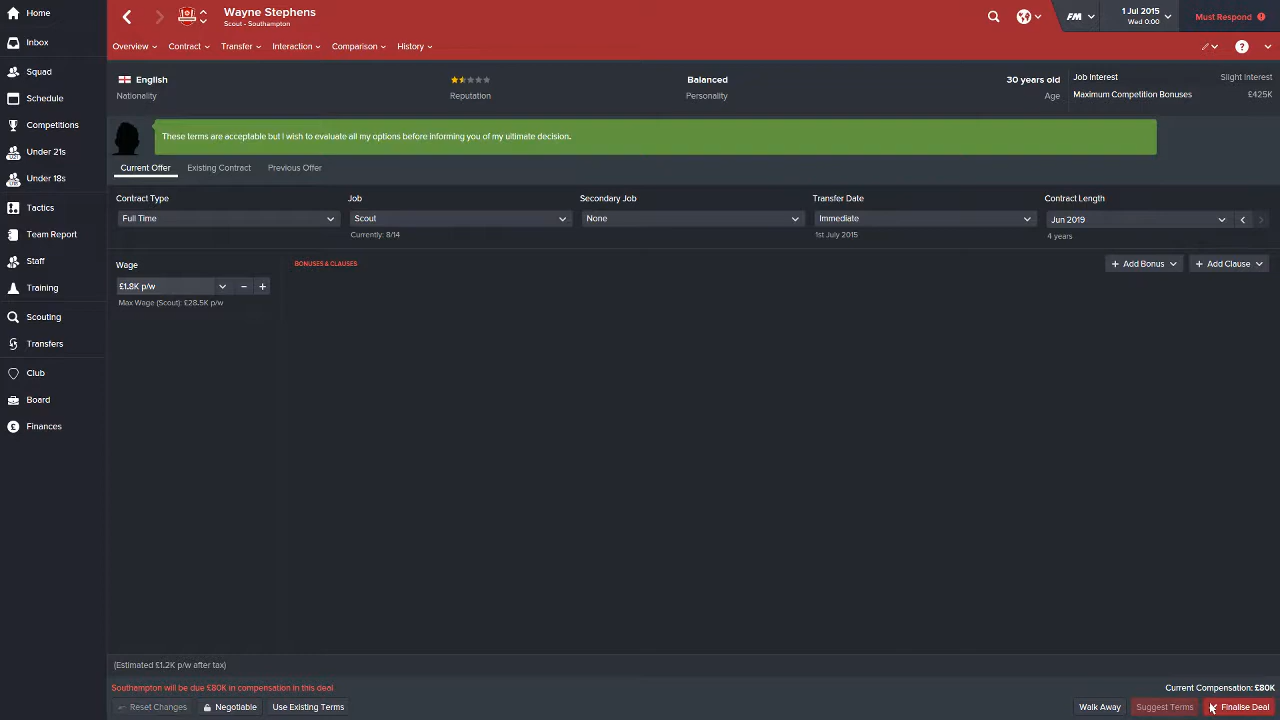 Home
Inbox
Squad
Schedule
Competitions
Under 21s
Under 18s
Tactics
Team Report
Staff
Training
Scouting
Transfers
Club
Board
Finances
Wayne Stephens
Scout - Southampton
FM
1 Jul 2015
Wed 0:00
Must Respond
Overview
Contract
Transfer
Interaction
Comparison
History
English
Nationality
Reputation
Balanced
Personality
30 years old
Age
Job Interest Slight Interest
Maximum Competition Bonuses £425K
These terms are acceptable but I wish to evaluate all my options before informing you of my ultimate decision.
Current Offer Existing Contract Previous Offer
Contract Type
Full Time
Job
Scout
Currently: 8/14
Secondary Job
None
Transfer Date
Immediate
1st July 2015
Contract Length
Jun 2019
4 years
Wage
£1.8K p/w
Max Wage (Scout): £28.5K p/w
BONUSES & CLAUSES
Add Bonus
Add Clause
(Estimated £1.2K p/w after tax)
Southampton will be due £80K in compensation in this deal
Current Compensation: £80K
Reset Changes Negotiable Use Existing Terms
Walk Away Suggest Terms Finalise Deal